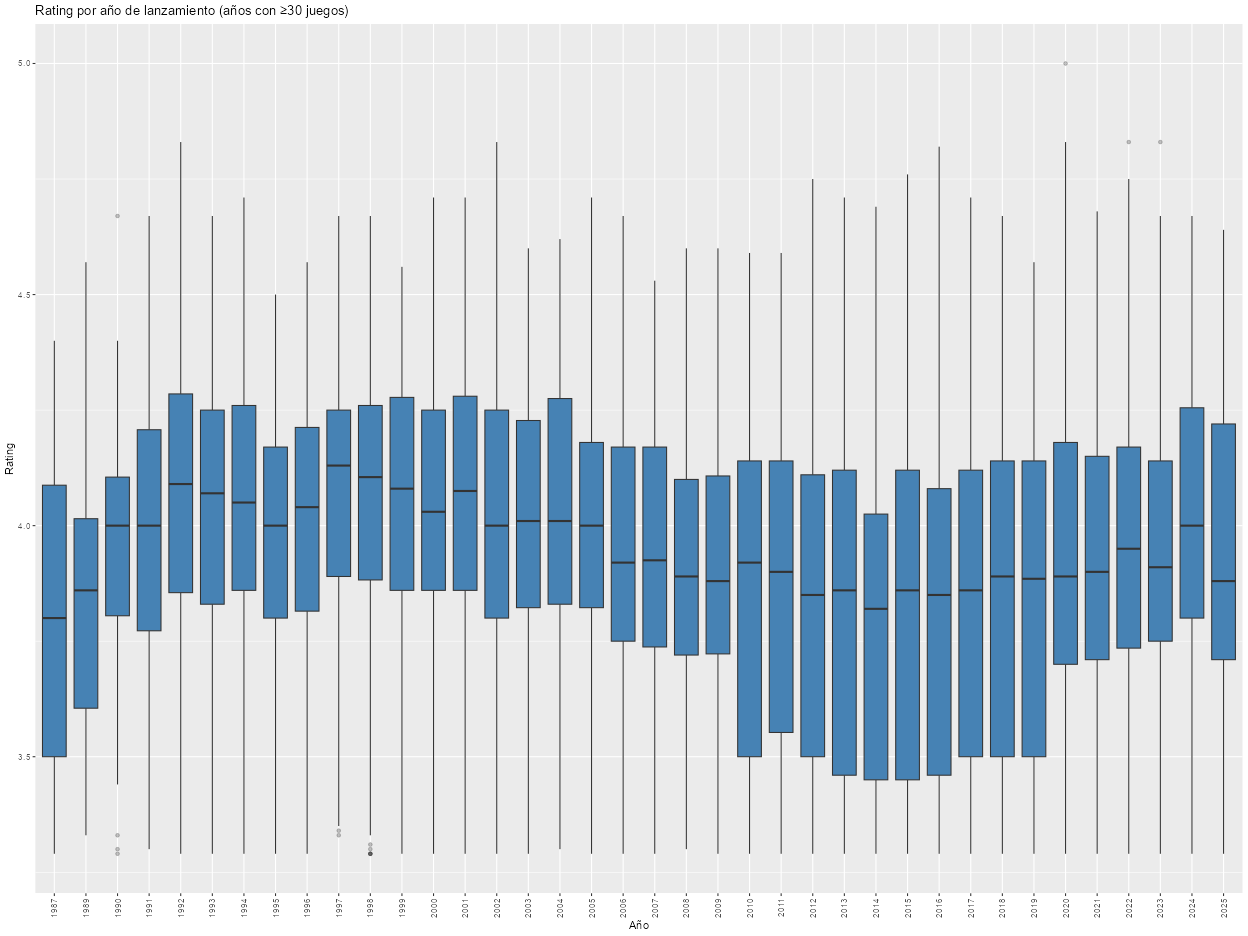 Rating por año de lanzamiento (años con ≥30 juegos)
Rating
5.0
4.5
4.0
3.5
1987 1989 1990 1991 1992 1993 1994 1995 1996 1997 1998 1999 2000 2001 2002 2003 2004 2005 2006 2007 2008 2009 2010 2011 2012 2013 2014 2015 2016 2017 2018 2019 2020 2021 2022 2023 2024 2025
Año